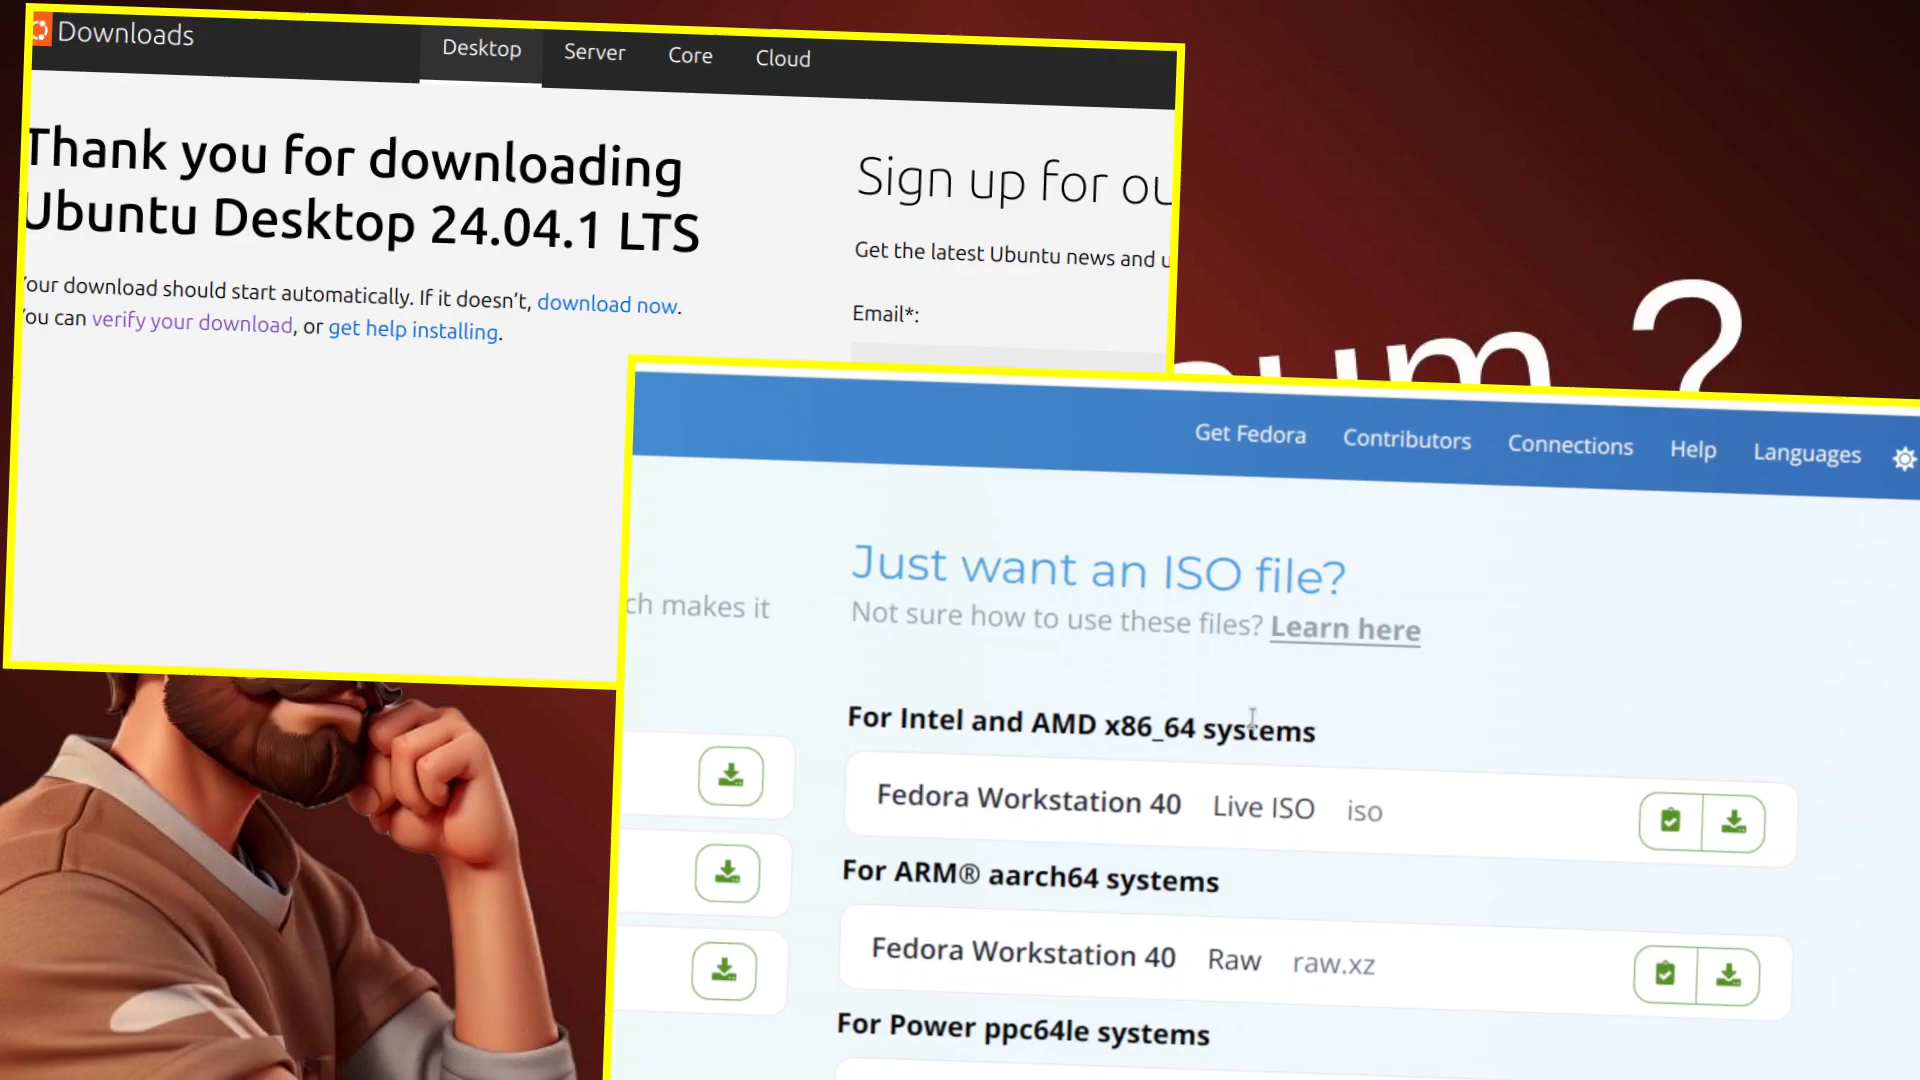 Downloads
Desktop Server Core Cloud
Thank you for downloading
Ubuntu Desktop 24.04.1 LTS
Your download should start automatically. If it doesn't, download now.
You can verify your download, or get help installing.
Sign up for ou
Get the latest Ubuntu news and u
Email*:
?
Get Fedora Contributors Connections Help Languages
ch makes it
Just want an ISO file?
Not sure how to use these files? Learn here
For Intel and AMD x86_64 systems
Fedora Workstation 40 Live ISO iso
For ARM® aarch64 systems
Fedora Workstation 40 Raw raw.xz
For Power ppc64le systems